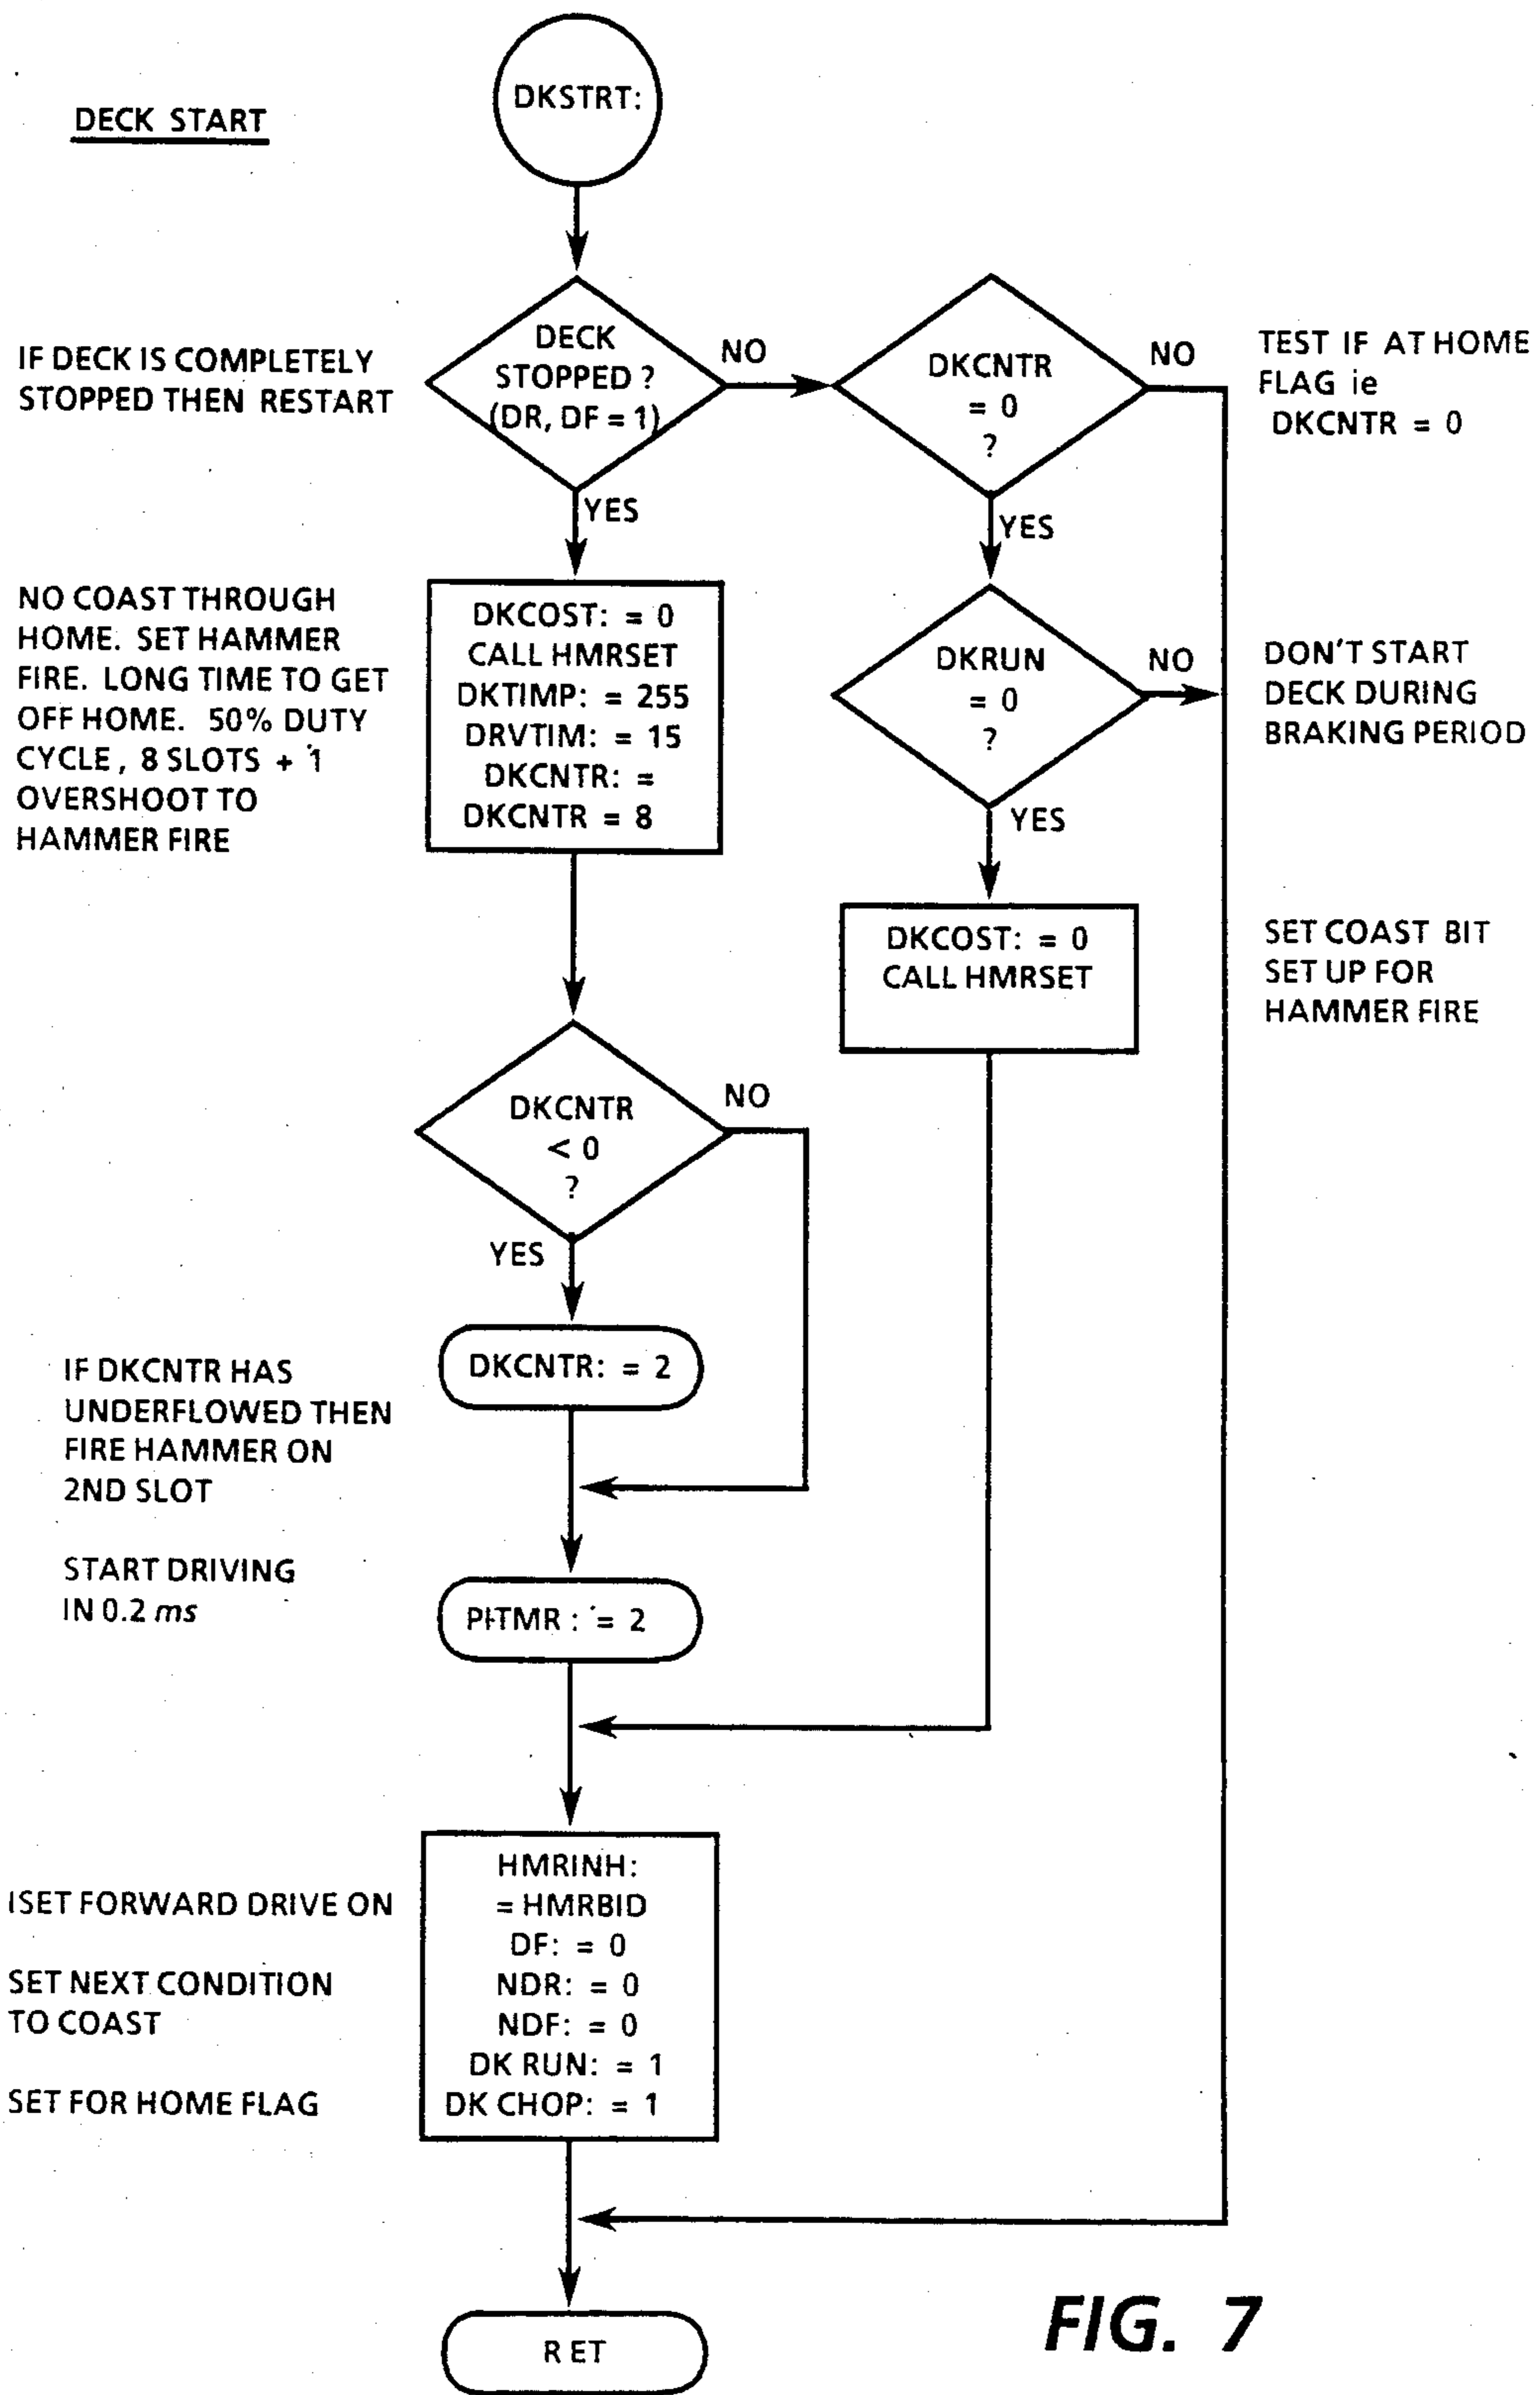 DECK START
DKSTRT:
IF DECK IS COMPLETELY
STOPPED THEN RESTART
DECK
STOPPED ?
(DR, DF = 1)
NO
YES
DKCNTR
= 0
?
NO
YES
TEST IF AT HOME
FLAG ie
DKCNTR = 0
NO COAST THROUGH
HOME. SET HAMMER
FIRE. LONG TIME TO GET
OFF HOME. 50% DUTY
CYCLE, 8 SLOTS + 1
OVERSHOOT TO
HAMMER FIRE
DKCOST: = 0
CALL HMRSET
DKTIMP: = 255
DRVTIM: = 15
DKCNTR: =
DKCNTR = 8
DKRUN
= 0
?
NO
YES
DON'T START
DECK DURING
BRAKING PERIOD
DKCOST: = 0
CALL HMRSET
SET COAST BIT
SET UP FOR
HAMMER FIRE
DKCNTR
< 0
?
NO
YES
IF DKCNTR HAS
UNDERFLOWED THEN
FIRE HAMMER ON
2ND SLOT
DKCNTR: = 2
START DRIVING
IN 0.2 ms
PITMR : = 2
ISET FORWARD DRIVE ON
SET NEXT CONDITION
TO COAST
SET FOR HOME FLAG
HMRINH:
= HMRBID
DF: = 0
NDR: = 0
NDF: = 0
DK RUN: = 1
DK CHOP: = 1
RET
FIG. 7